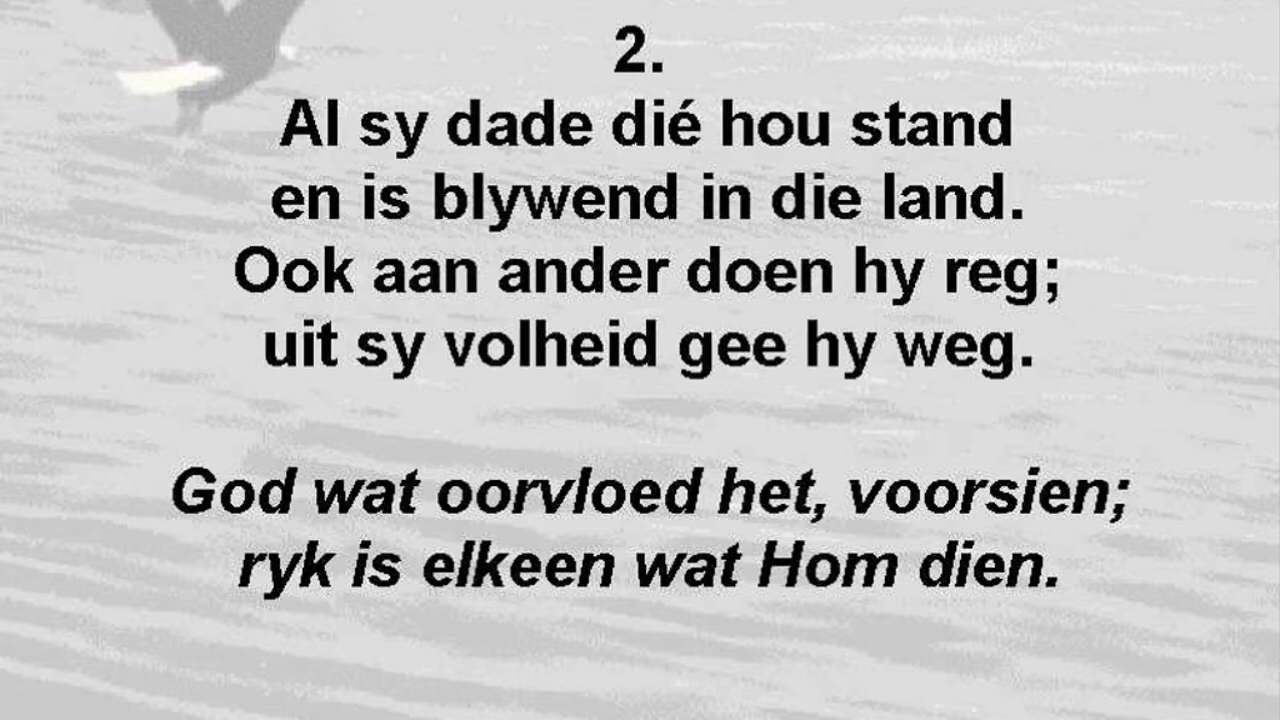 2.
Al sy dade dié hou stand
en is blywend in die land.
Ook aan ander doen hy reg;
uit sy volheid gee hy weg.
God wat oorvloed het, voorsien;
ryk is elkeen wat Hom dien.